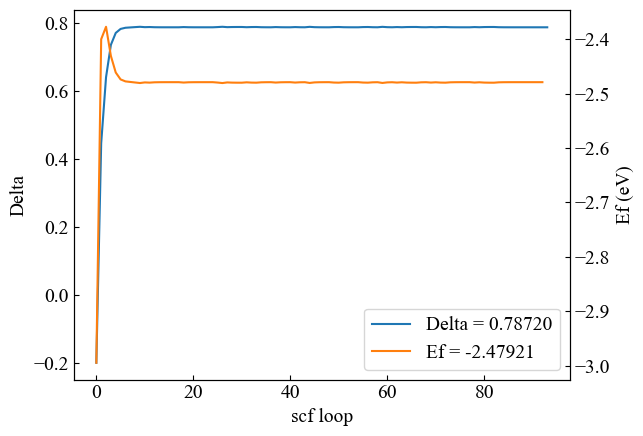 0.8
0.6
0.4
0.2
0.0
−0.2
Delta
−2.4
−2.5
−2.6
−2.7
−2.8
−2.9
−3.0
Ef (eV)
Delta = 0.78720
Ef = -2.47921
0 20 40 60 80
scf loop